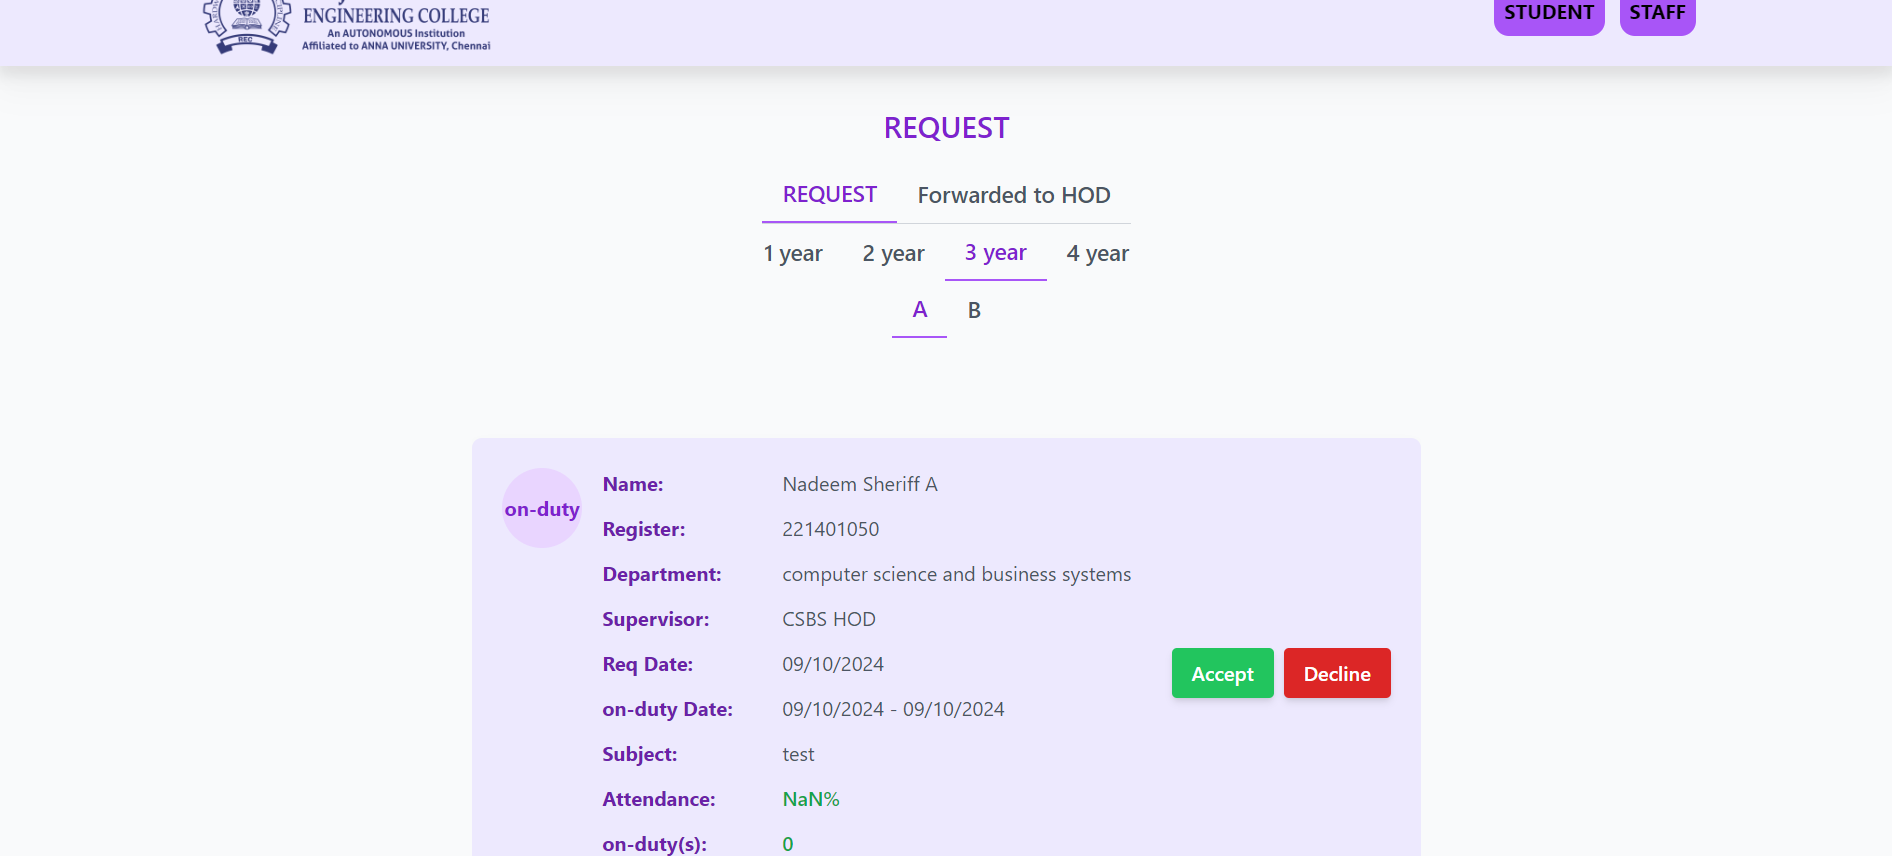 ENGINEERING COLLEGE
An AUTONOMOUS Institution
Affiliated to ANNA UNIVERSITY, Chennai
REC
STUDENT STAFF
REQUEST
REQUEST Forwarded to HOD
1 year 2 year 3 year 4 year
A B
on-duty
Name: Nadeem Sheriff A
Register: 221401050
Department: computer science and business systems
Supervisor: CSBS HOD
Req Date: 09/10/2024
Accept Decline
on-duty Date: 09/10/2024 - 09/10/2024
Subject: test
Attendance: NaN%
on-duty(s): 0